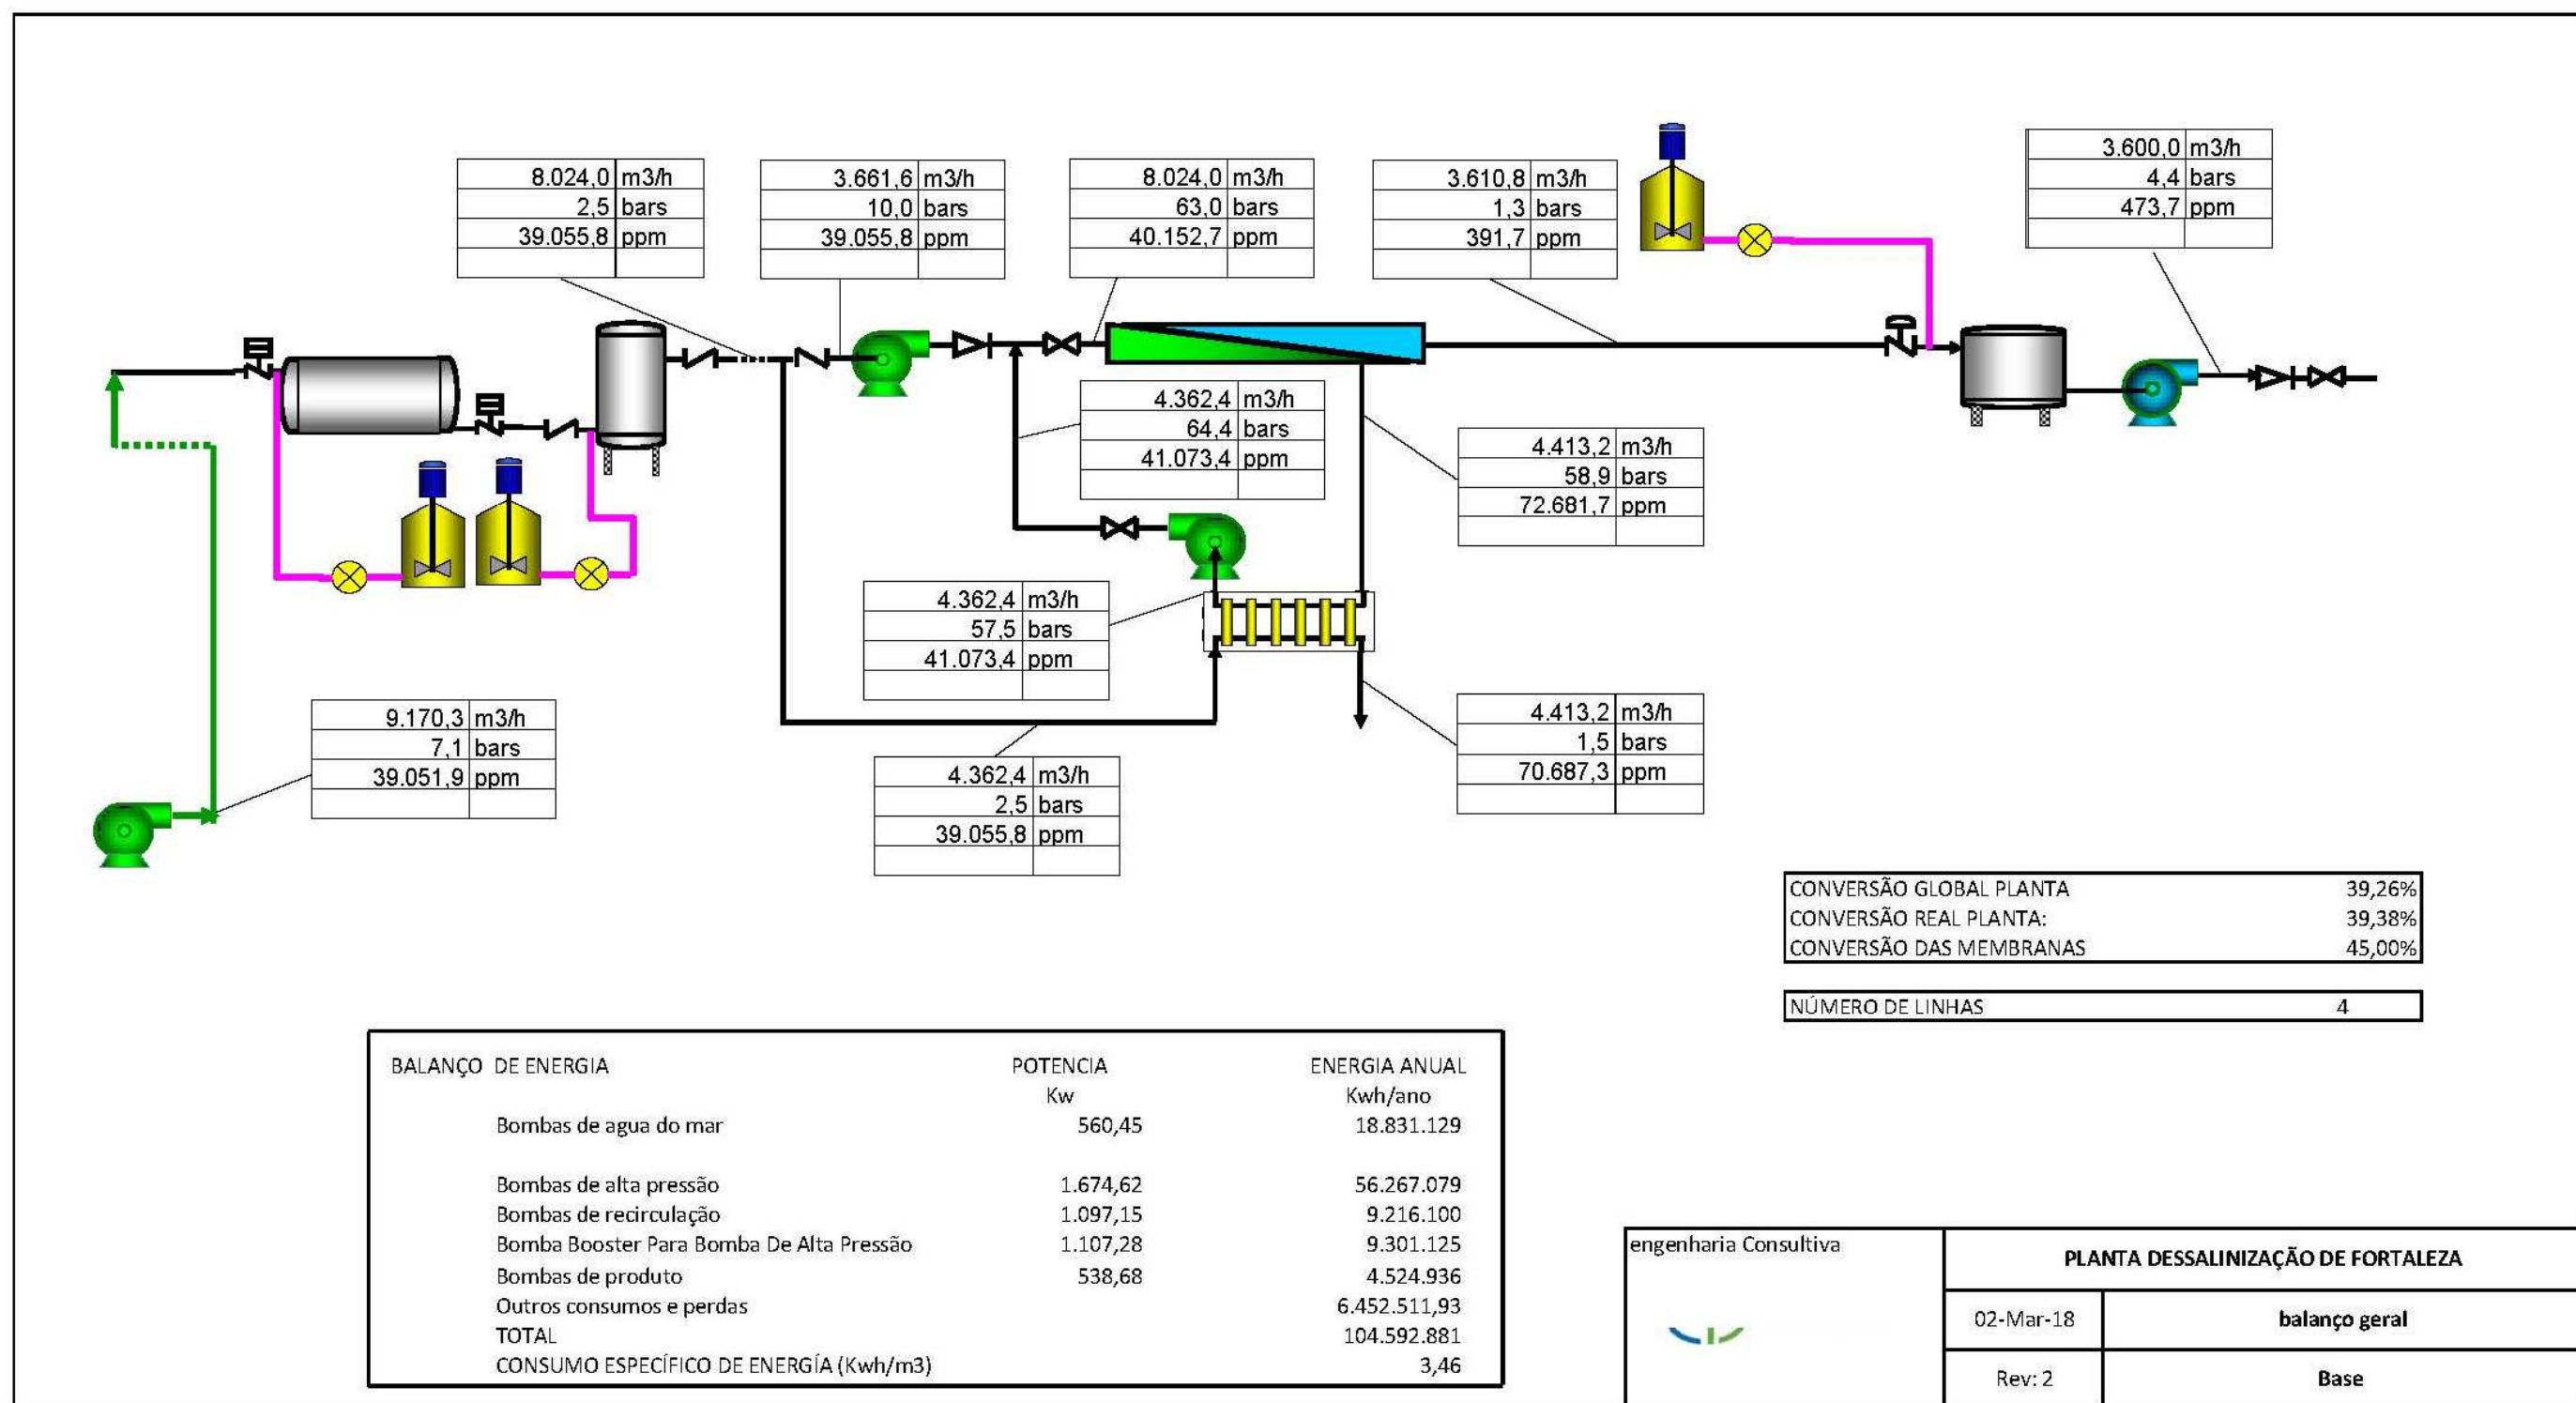 8.024,0 m3/h
2,5 bars
39.055,8 ppm
3.661,6 m3/h
10,0 bars
39.055,8 ppm
8.024,0 m3/h
63,0 bars
40.152,7 ppm
3.610,8 m3/h
1,3 bars
391,7 ppm
3.600,0 m3/h
4,4 bars
473,7 ppm
4.362,4 m3/h
64,4 bars
41.073,4 ppm
4.413,2 m3/h
58,9 bars
72.681,7 ppm
4.362,4 m3/h
57,5 bars
41.073,4 ppm
9.170,3 m3/h
7,1 bars
39.051,9 ppm
4.362,4 m3/h
2,5 bars
39.055,8 ppm
4.413,2 m3/h
1,5 bars
70.687,3 ppm
CONVERSÃO GLOBAL PLANTA 39,26%
CONVERSÃO REAL PLANTA: 39,38%
CONVERSÃO DAS MEMBRANAS 45,00%
NÚMERO DE LINHAS 4
BALANÇO DE ENERGIA POTENCIA ENERGIA ANUAL
Kw Kwh/ano
Bombas de agua do mar 560,45 18.831.129
Bombas de alta pressão 1.674,62 56.267.079
Bombas de recirculação 1.097,15 9.216.100
Bomba Booster Para Bomba De Alta Pressão 1.107,28 9.301.125
Bombas de produto 538,68 4.524.936
Outros consumos e perdas 6.452.511,93
TOTAL 104.592.881
CONSUMO ESPECÍFICO DE ENERGÍA (Kwh/m3) 3,46
engenharia Consultiva
PLANTA DESSALINIZAÇÃO DE FORTALEZA
02-Mar-18 balanço geral
Rev: 2 Base